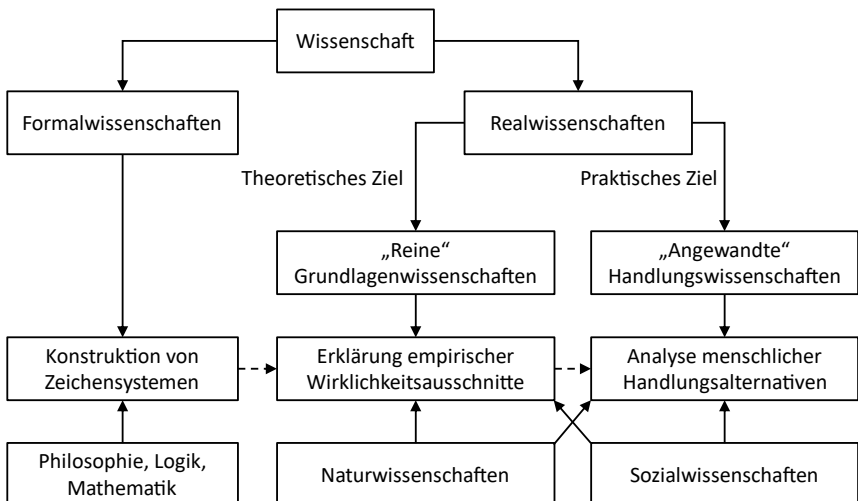 Wissenschaft
Formalwissenschaften
Realwissenschaften
Theoretisches Ziel
Praktisches Ziel
„Reine“
Grundlagenwissenschaften
„Angewandte“
Handlungswissenschaften
Konstruktion von
Zeichensystemen
Erklärung empirischer
Wirklichkeitsausschnitte
Analyse menschlicher
Handlungsalternativen
Philosophie, Logik,
Mathematik
Naturwissenschaften
Sozialwissenschaften